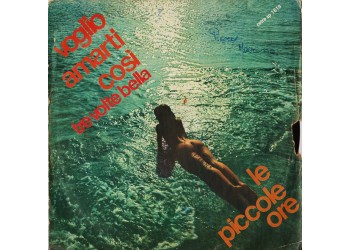 voglio
amarti
così
tre volte bella
le
piccole
ore